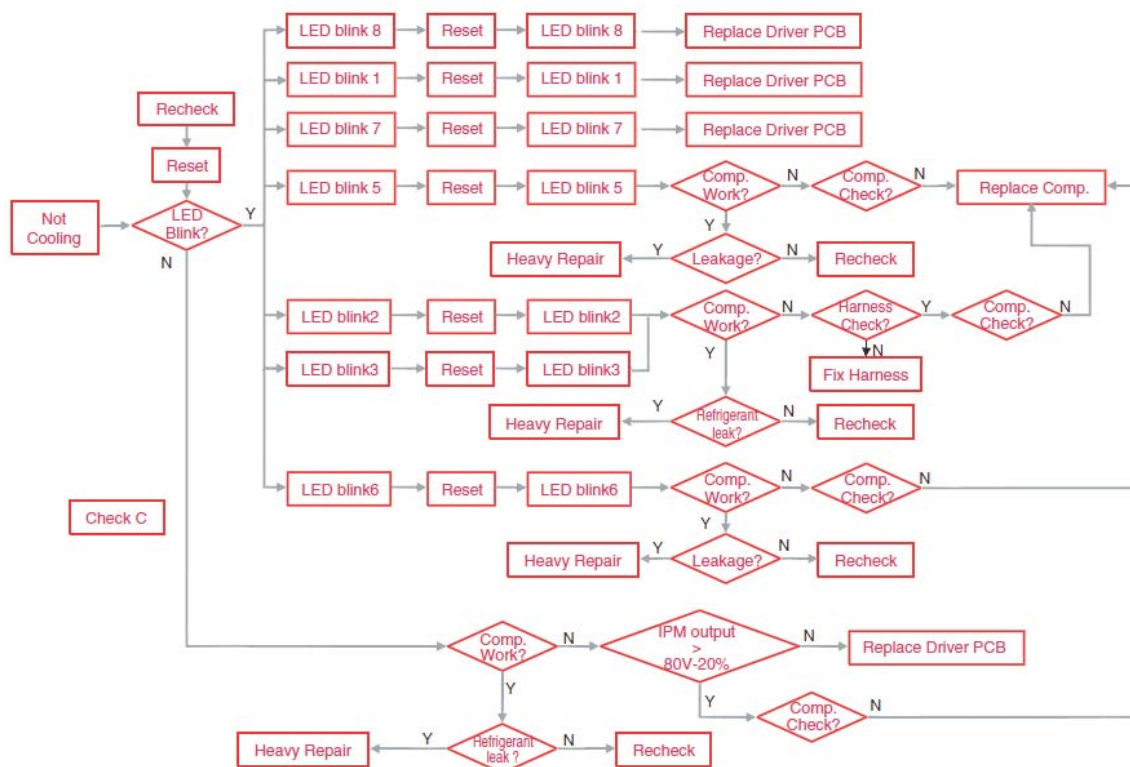 LED blink 8
Reset
LED blink 8
Replace Driver PCB
LED blink 1
Reset
LED blink 1
Replace Driver PCB
Recheck
LED blink 7
Reset
LED blink 7
Replace Driver PCB
Reset
LED blink 5
Reset
LED blink 5
Comp.
Work?
N
Comp.
Check?
N
Replace Comp.
Not
Cooling
LED
Blink?
Y
N
Y
Heavy Repair
Y
Leakage?
N
Recheck
LED blink2
Reset
LED blink2
Comp.
Work?
N
Harness
Check?
Y
Comp.
Check?
N
Y
N
LED blink3
Reset
LED blink3
Fix Harness
Heavy Repair
Y
Refrigerant
leak?
N
Recheck
LED blink6
Reset
LED blink6
Comp.
Work?
N
Comp.
Check?
N
Check C
Y
Heavy Repair
Y
Leakage?
N
Recheck
Comp.
Work?
N
IPM output
>
80V-20%
N
Replace Driver PCB
Y
Y
Comp.
Check?
N
Heavy Repair
Y
Refrigerant
leak ?
N
Recheck